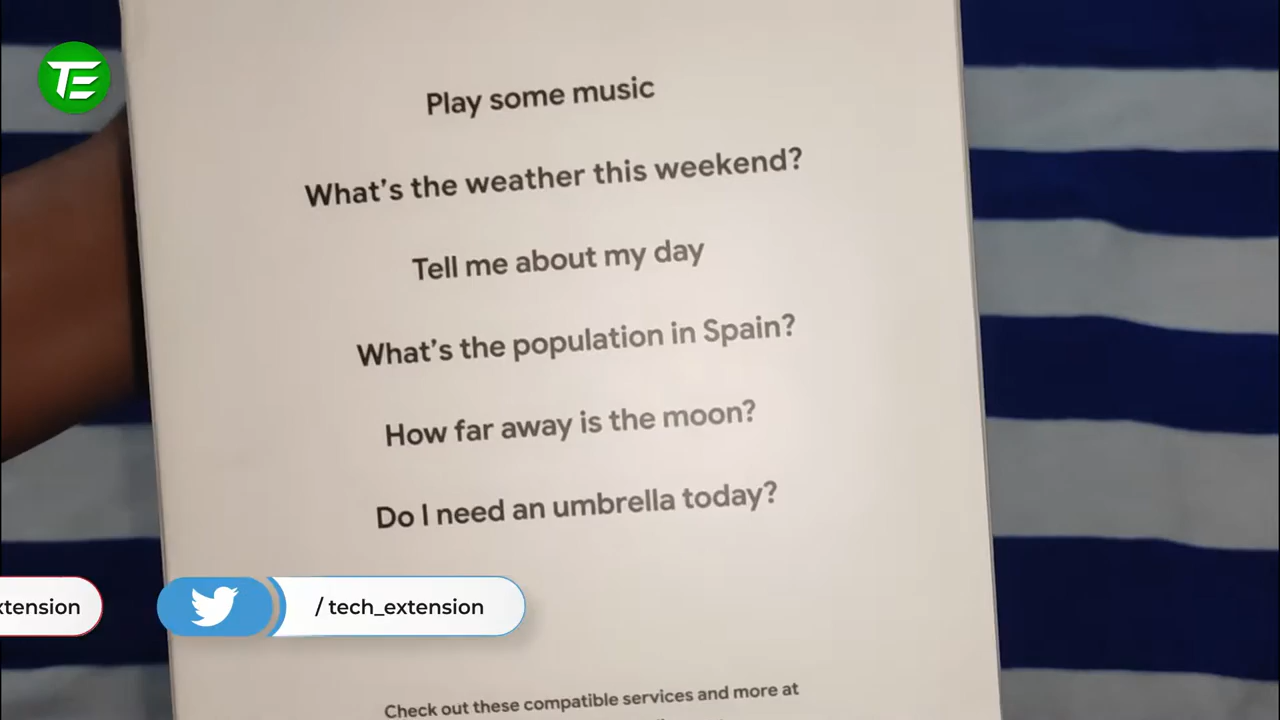 TE
Play some music
What's the weather this weekend?
Tell me about my day
What's the population in Spain?
How far away is the moon?
Do I need an umbrella today?
xtension
/ tech_extension
Check out these compatible services and more at